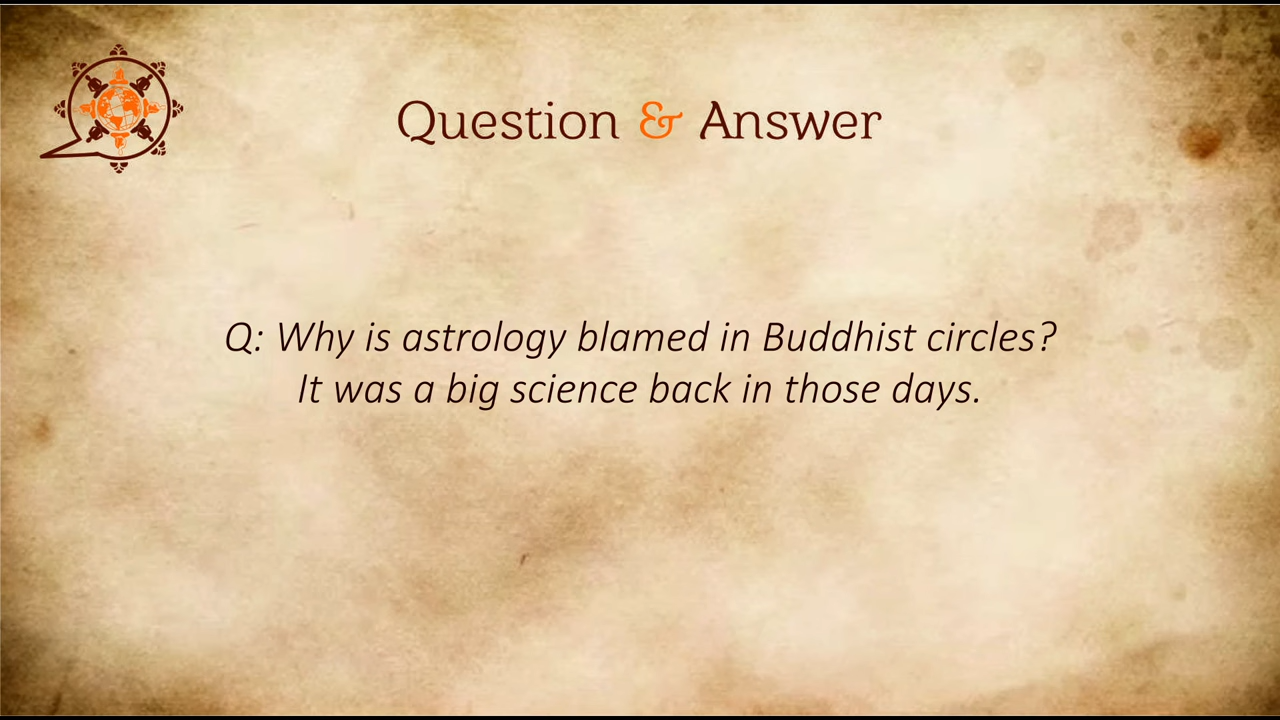 Question & Answer
Q: Why is astrology blamed in Buddhist circles?
It was a big science back in those days.